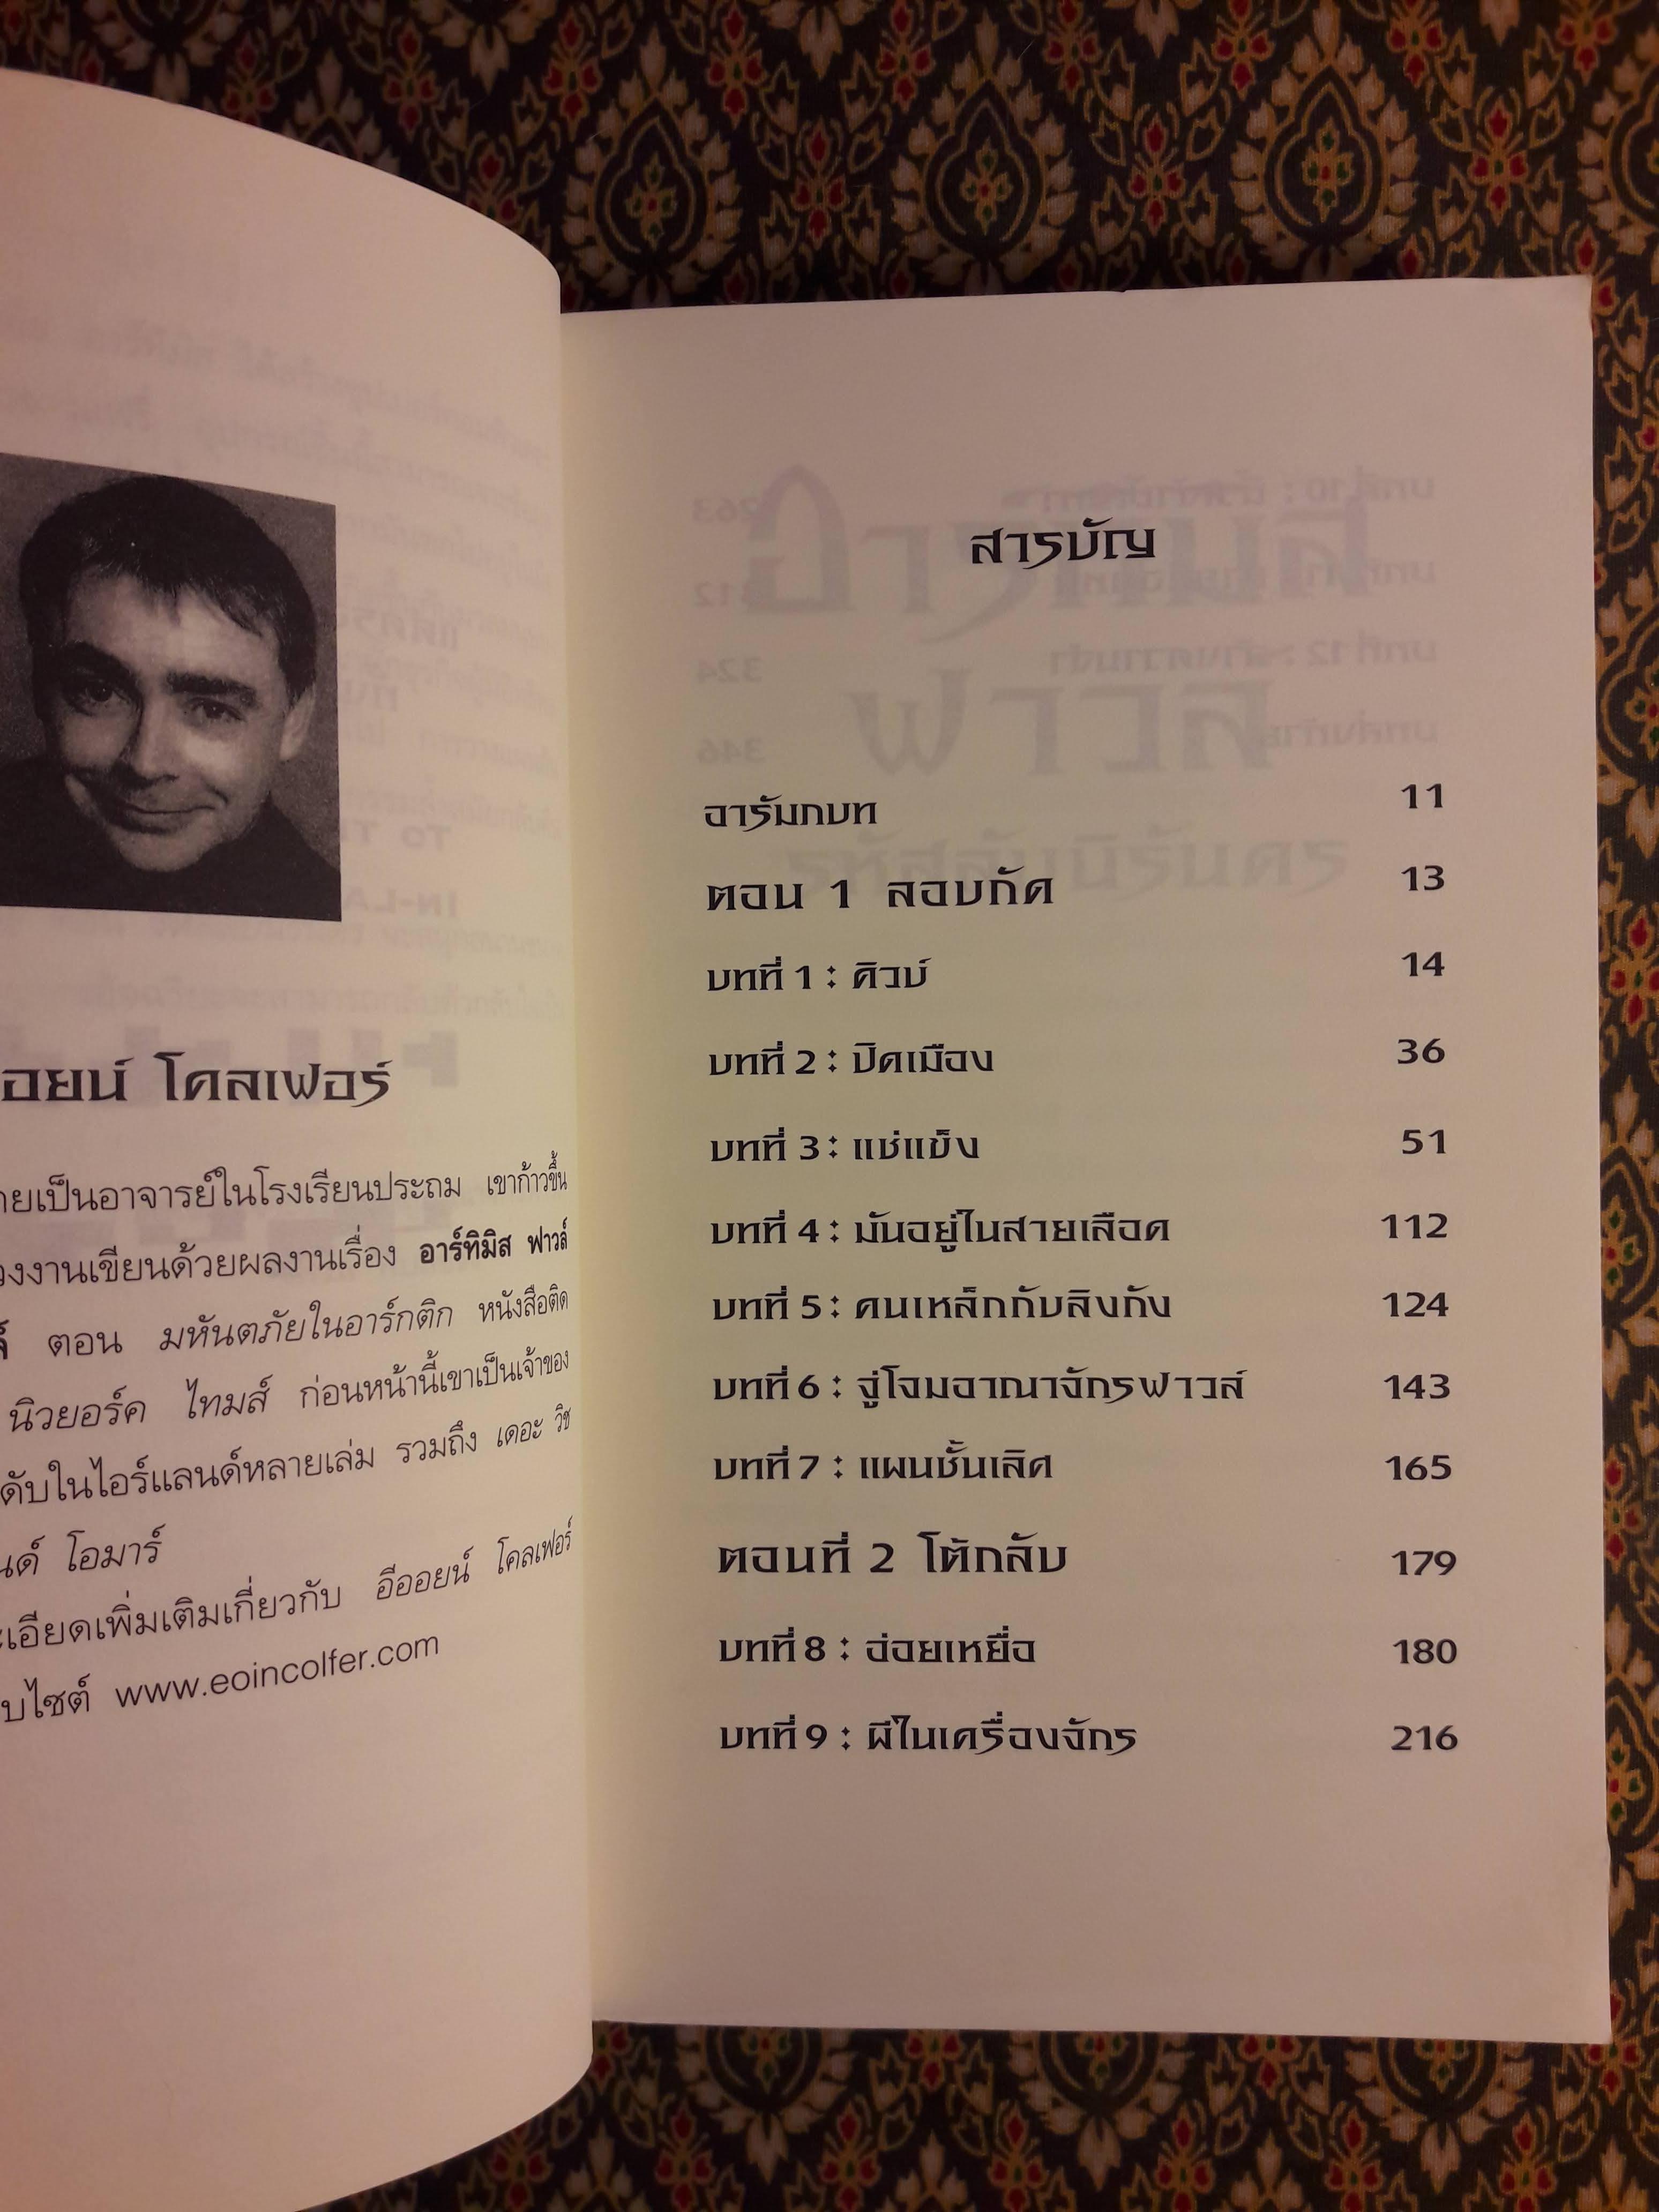 อยน์ โคลเฟอร์
ายเป็นอาจารย์ในโรงเรียนประถม เขาก้าวขึ้น
วงงานเขียนด้วยผลงานเรื่อง อาร์ทิมิส ฟาวล์
ตอน มหันตภัยในอาร์กติก หนังสือติด
นิวยอร์ค ไทมส์ ก่อนหน้านี้เขาเป็นเจ้าของ
ดับในไอร์แลนด์หลายเล่ม รวมถึง เดอะ วิช
นด์ โอมาร์
ะเอียดเพิ่มเติมเกี่ยวกับ อีออยน์ โคลเฟอร์
บไซต์ www.eoincolfer.com
สารบัญ
อารัมภบท 11
ตอน 1 ลอบกัด 13
บทที่ 1 : คิวบ์ 14
บทที่ 2 : ปิดเมือง 36
บทที่ 3 : แช่แข็ง 51
บทที่ 4 : มันอยู่ในสายเลือด 112
บทที่ 5 : คนเหล็กกับลิงกัง 124
บทที่ 6 : จู่โจมอาณาจักรฟาวล์ 143
บทที่ 7 : แผนชั้นเลิศ 165
ตอนที่ 2 โต้กลับ 179
บทที่ 8 : อ่อยเหยื่อ 180
บทที่ 9 : ผีในเครื่องจักร 216